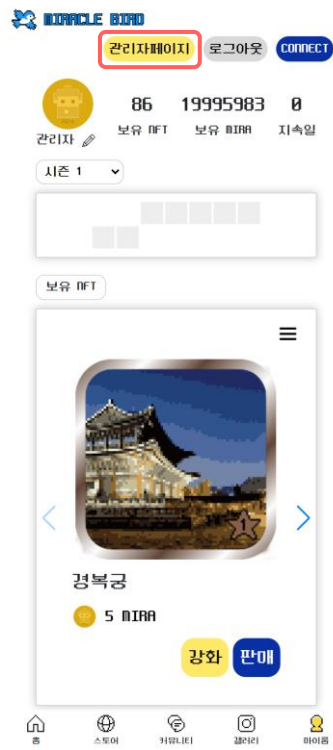 MIRACLE BIRD
관리자페이지 로그아웃 CONNECT
86 19995983 0
관리자 보유 NFT 보유 MIRA 지속일
시즌 1
보유 NFT
1
경복궁
5 MIRA
강화 판매
홈 스토어 커뮤니티 갤러리 마이룸